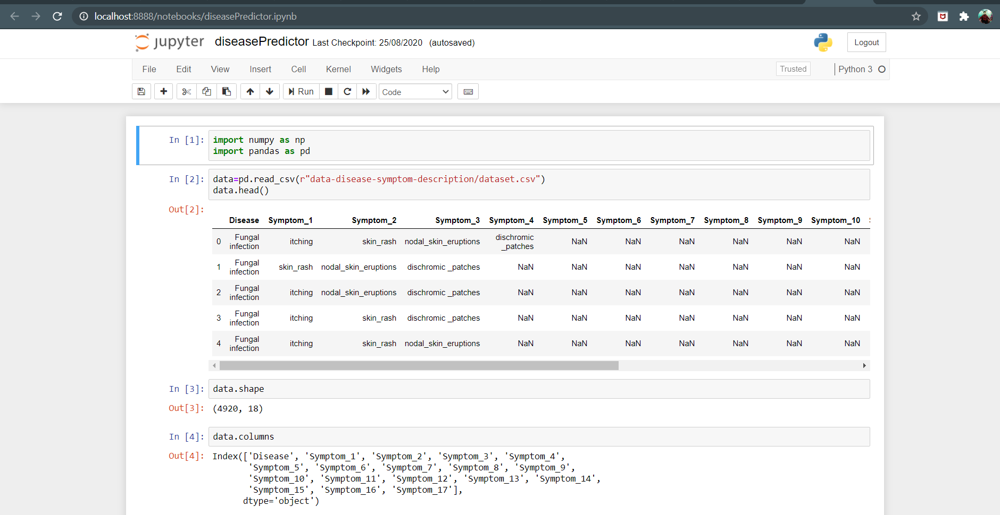 localhost:8888/notebooks/diseasePredictor.ipynb
jupyter diseasePredictor Last Checkpoint: 25/08/2020 (autosaved)
Logout
File Edit View Insert Cell Kernel Widgets Help
Trusted
Python 3
Run
Code
In [1]: import numpy as np
import pandas as pd
In [2]: data=pd.read_csv(r"data-disease-symptom-description/dataset.csv")
data.head()
Out[2]:
Disease Symptom_1 Symptom_2 Symptom_3 Symptom_4 Symptom_5 Symptom_6 Symptom_7 Symptom_8 Symptom_9 Symptom_10
0 Fungal infection itching skin_rash nodal_skin_eruptions dischromic _patches NaN NaN NaN NaN NaN NaN
1 Fungal infection skin_rash nodal_skin_eruptions dischromic _patches NaN NaN NaN NaN NaN NaN NaN
2 Fungal infection itching nodal_skin_eruptions dischromic _patches NaN NaN NaN NaN NaN NaN NaN
3 Fungal infection itching skin_rash dischromic _patches NaN NaN NaN NaN NaN NaN NaN
4 Fungal infection itching skin_rash nodal_skin_eruptions NaN NaN NaN NaN NaN NaN NaN
In [3]: data.shape
Out[3]: (4920, 18)
In [4]: data.columns
Out[4]: Index(['Disease', 'Symptom_1', 'Symptom_2', 'Symptom_3', 'Symptom_4',
'Symptom_5', 'Symptom_6', 'Symptom_7', 'Symptom_8', 'Symptom_9',
'Symptom_10', 'Symptom_11', 'Symptom_12', 'Symptom_13', 'Symptom_14',
'Symptom_15', 'Symptom_16', 'Symptom_17'],
dtype='object')